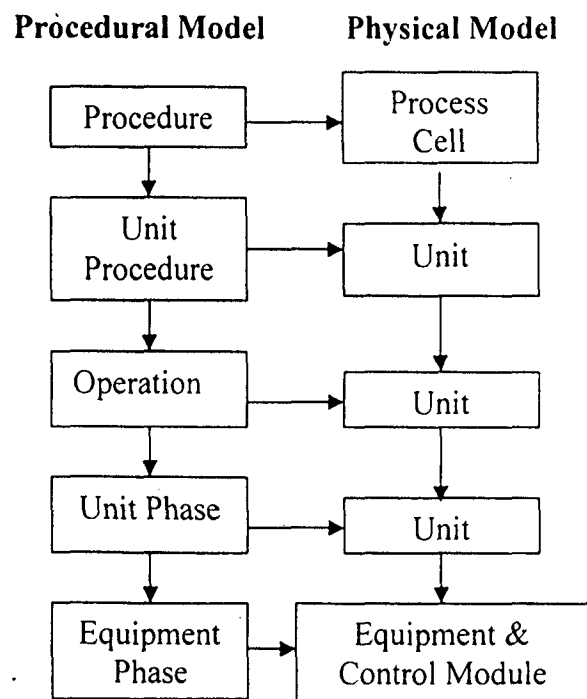 Procedural Model
Physical Model
Procedure
Process
Cell
Unit
Procedure
Unit
Operation
Unit
Unit Phase
Unit
Equipment
Phase
Equipment &
Control Module